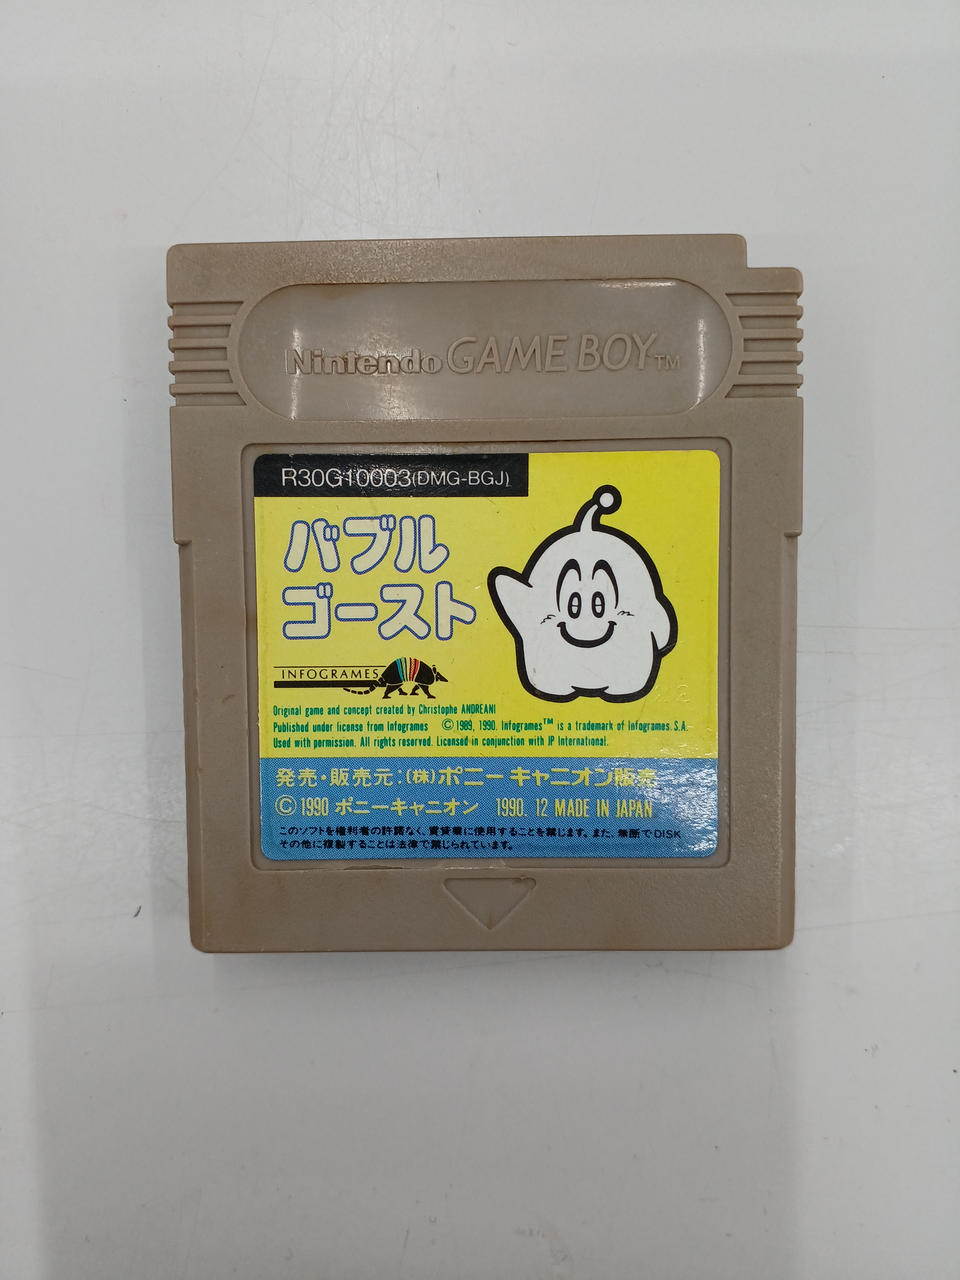 Nintendo GAME BOY TM
R30G10003(DMG-BGJ)
バブル
ゴースト
INFOGRAMES
Original game and concept created by Christophe ANDREANI
Published under license from Infogrames ©1989, 1990. Infogrames™ is a trademark of Infogrames S.A.
Used with permission. All rights reserved. Licensed in conjunction with IP International.
発売・販売元:(株)ポニーキャニオン販売
©1990 ポニーキャニオン 1990. 12 MADE IN JAPAN
このソフトを権利者の許諾なく、賃貸業に使用することを禁じます。また、無断でDISK
その他に複製することは法律で禁じられています。